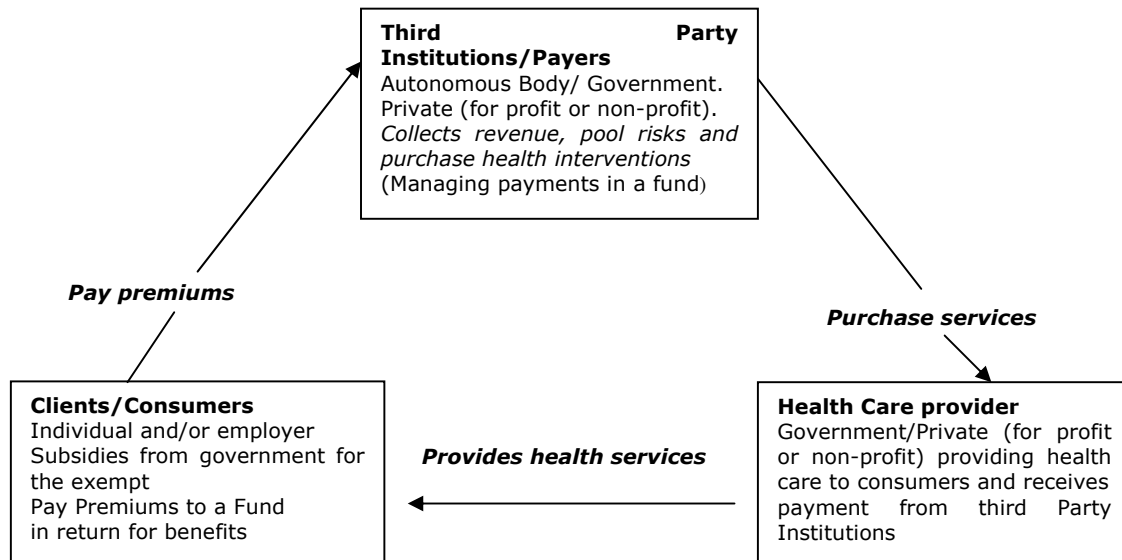 Third Party
Institutions/Payers
Autonomous Body/ Government.
Private (for profit or non-profit).
Collects revenue, pool risks and
purchase health interventions
(Managing payments in a fund)
Pay premiums
Purchase services
Clients/Consumers
Individual and/or employer
Subsidies from government for
the exempt
Pay Premiums to a Fund
in return for benefits
Provides health services
Health Care provider
Government/Private (for profit
or non-profit) providing health
care to consumers and receives
payment from third Party
Institutions